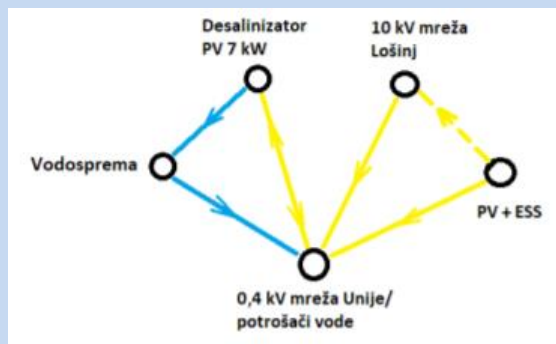 Desalinizator
PV 7 kW
10 kV mreža
Lošinj
Vodosprema
PV + ESS
0,4 kV mreža Unije/
potrošači vode